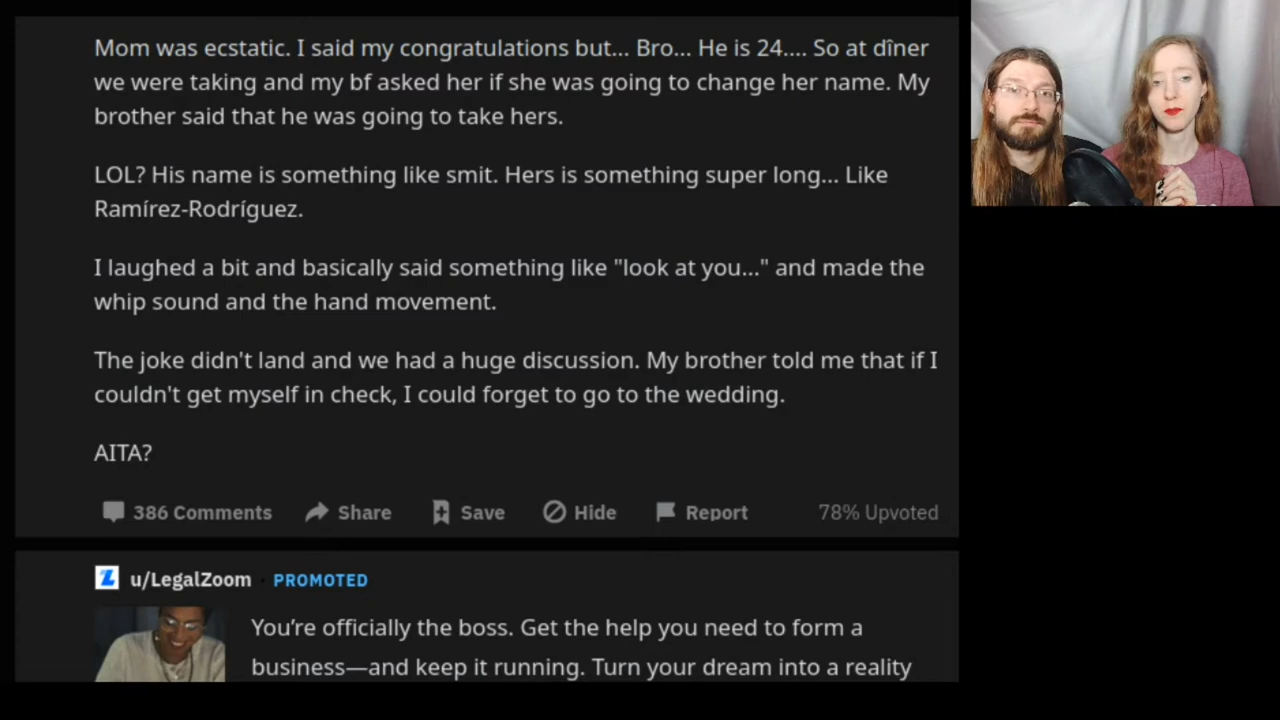 Mom was ecstatic. I said my congratulations but... Bro... He is 24.... So at dîner
we were taking and my bf asked her if she was going to change her name. My
brother said that he was going to take hers.
LOL? His name is something like smit. Hers is something super long... Like
Ramírez-Rodríguez.
I laughed a bit and basically said something like "look at you..." and made the
whip sound and the hand movement.
The joke didn't land and we had a huge discussion. My brother told me that if I
couldn't get myself in check, I could forget to go to the wedding.
AITA?
386 Comments Share Save Hide Report 78% Upvoted
u/LegalZoom · PROMOTED
You’re officially the boss. Get the help you need to form a
business—and keep it running. Turn your dream into a reality